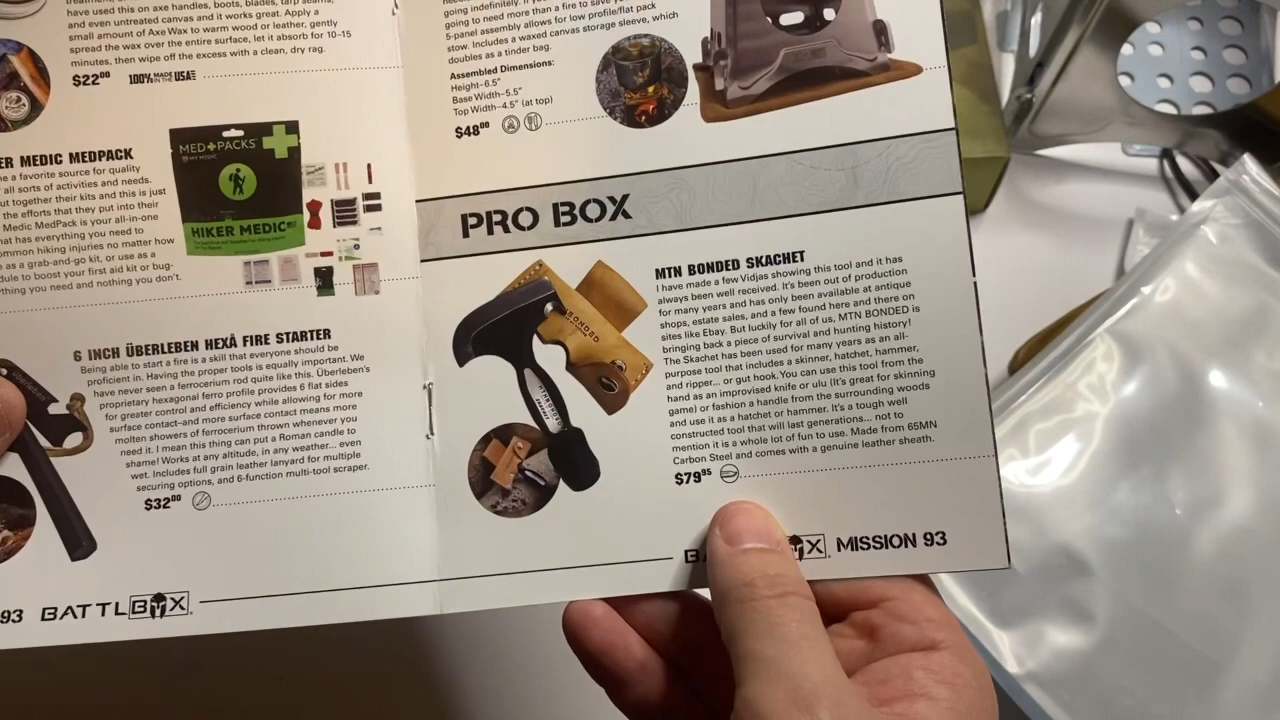 have used this on axe handles, boots, blades, tarp seams,
and even untreated canvas and it works great. Apply a
small amount of Axe Wax to warm wood or leather, gently
spread the wax over the entire surface, let it absorb for 10–15
minutes, then wipe off the excess with a clean, dry rag.
$22⁰⁰ 100% MADE IN THE USA
ER MEDIC MEDPACK
e a favorite source for quality
all sorts of activities and needs.
ut together their kits and this is just
the efforts that they put into their
Medic MedPack is your all-in-one
hat has everything you need to
ommon hiking injuries no matter how
e as a grab-and-go kit, or use as a
dule to boost your first aid kit or bug-
thing you need and nothing you don't.
MED+PACKS
MY MEDIC
HIKER MEDIC
6 INCH ÜBERLEBEN HEXÅ FIRE STARTER
Being able to start a fire is a skill that everyone should be
proficient in. Having the proper tools is equally important. We
have never seen a ferrocerium rod quite like this. Überleben's
proprietary hexagonal ferro profile provides 6 flat sides
for greater control and efficiency while allowing for more
surface contact–and more surface contact means more
molten showers of ferrocerium thrown whenever you
need it. I mean this thing can put a Roman candle to
shame! Works at any altitude, in any weather... even
wet. Includes full grain leather lanyard for multiple
securing options, and 6-function multi-tool scraper.
$32⁰⁰
überleben
93 BATTLBOX
going indefinitely. If
going to need more than a fire to save
5-panel assembly allows for low profile/flat pack
stow. Includes a waxed canvas storage sleeve, which
doubles as a tinder bag.
Assembled Dimensions:
Height–6.5"
Base Width–5.5"
Top Width–4.5" (at top)
$48⁰⁰
PRO BOX
MTN BONDED SKACHET
I have made a few Vidjas showing this tool and it has
always been well received. It's been out of production
for many years and has only been available at antique
shops, estate sales, and a few found here and there on
sites like Ebay. But luckily for all of us, MTN BONDED is
bringing back a piece of survival and hunting history!
The Skachet has been used for many years as an all-
purpose tool that includes a skinner, hatchet, hammer,
and ripper... or gut hook. You can use this tool from the
hand as an improvised knife or ulu (It's great for skinning
game) or fashion a handle from the surrounding woods
and use it as a hatchet or hammer. It's a tough well
constructed tool that will last generations... not to
mention it is a whole lot of fun to use. Made from 65MN
Carbon Steel and comes with a genuine leather sheath.
$79⁹⁵
BONDED
MTNBONDED
SKACHET
B X MISSION 93